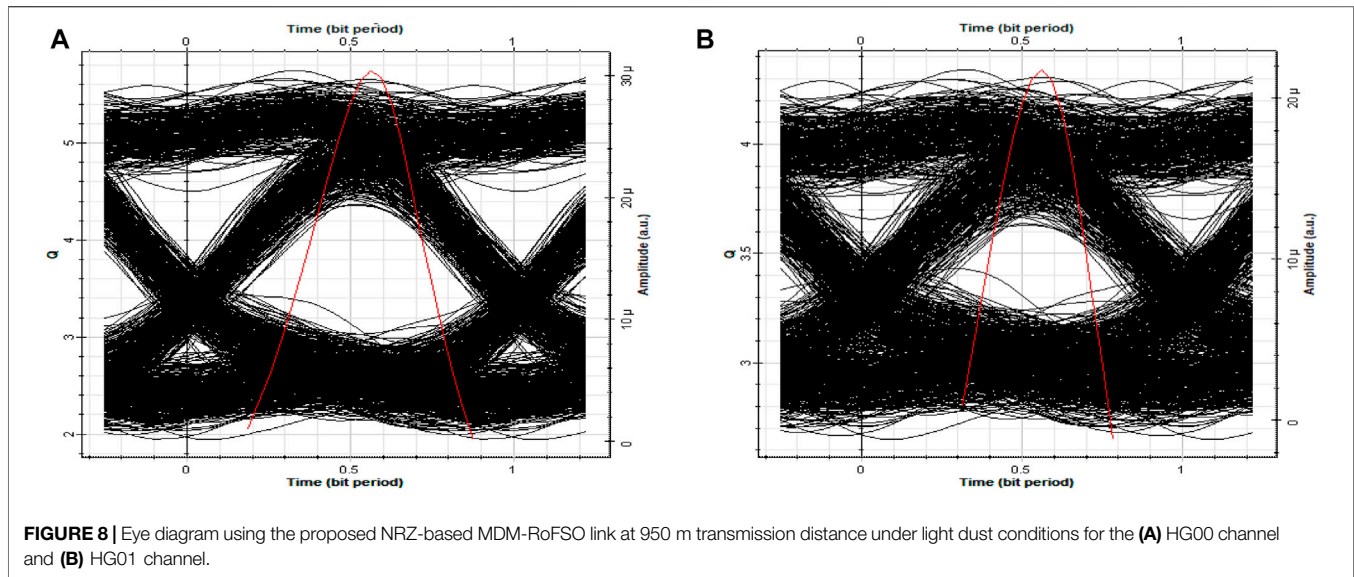 A
Time (bit period)
0 0.5 1
Q
5
4
3
2
30 µ
20 µ
10 µ
0
Amplitude (a.u.)
0 0.5 1
Time (bit period)
B
Time (bit period)
0 0.5 1
Q
4
3.5
3
20 µ
10 µ
0
Amplitude (a.u.)
0 0.5 1
Time (bit period)
FIGURE 8 | Eye diagram using the proposed NRZ-based MDM-RoFSO link at 950 m transmission distance under light dust conditions for the (A) HG00 channel
and (B) HG01 channel.